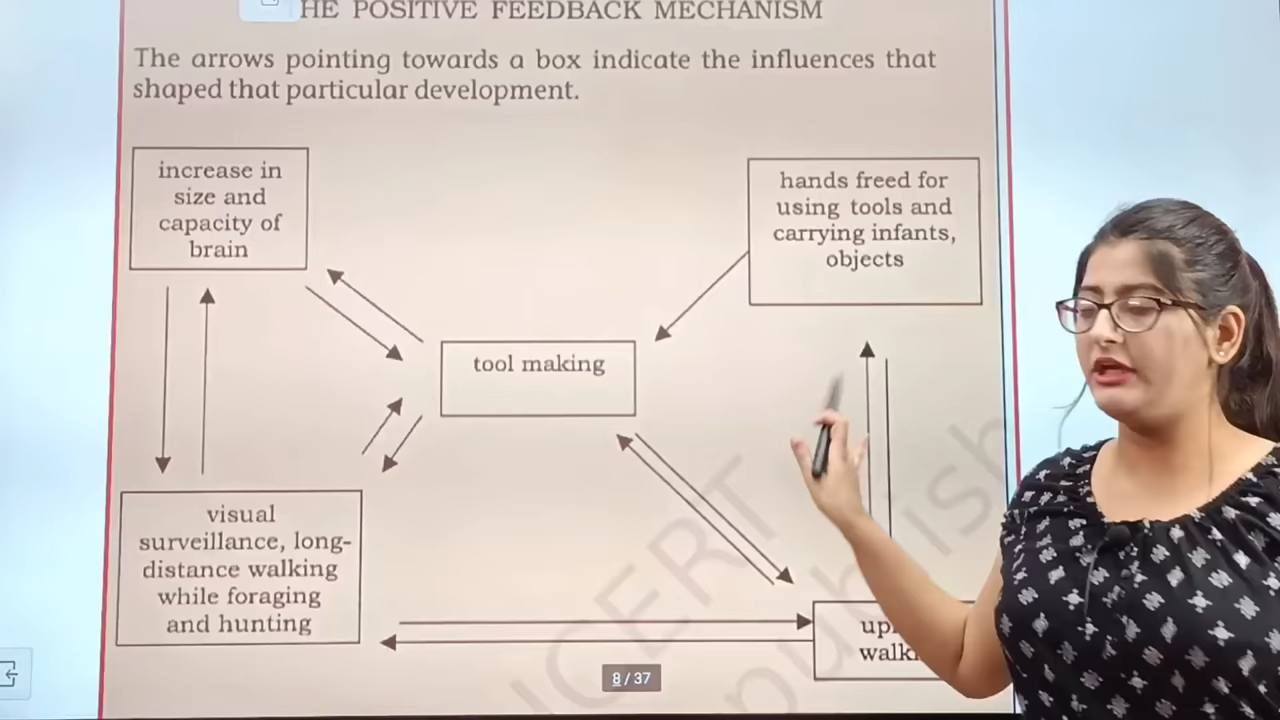 HE POSITIVE FEEDBACK MECHANISM
The arrows pointing towards a box indicate the influences that
shaped that particular development.
increase in
size and
capacity of
brain
hands freed for
using tools and
carrying infants,
objects
tool making
visual
surveillance, long-
distance walking
while foraging
and hunting
8 / 37